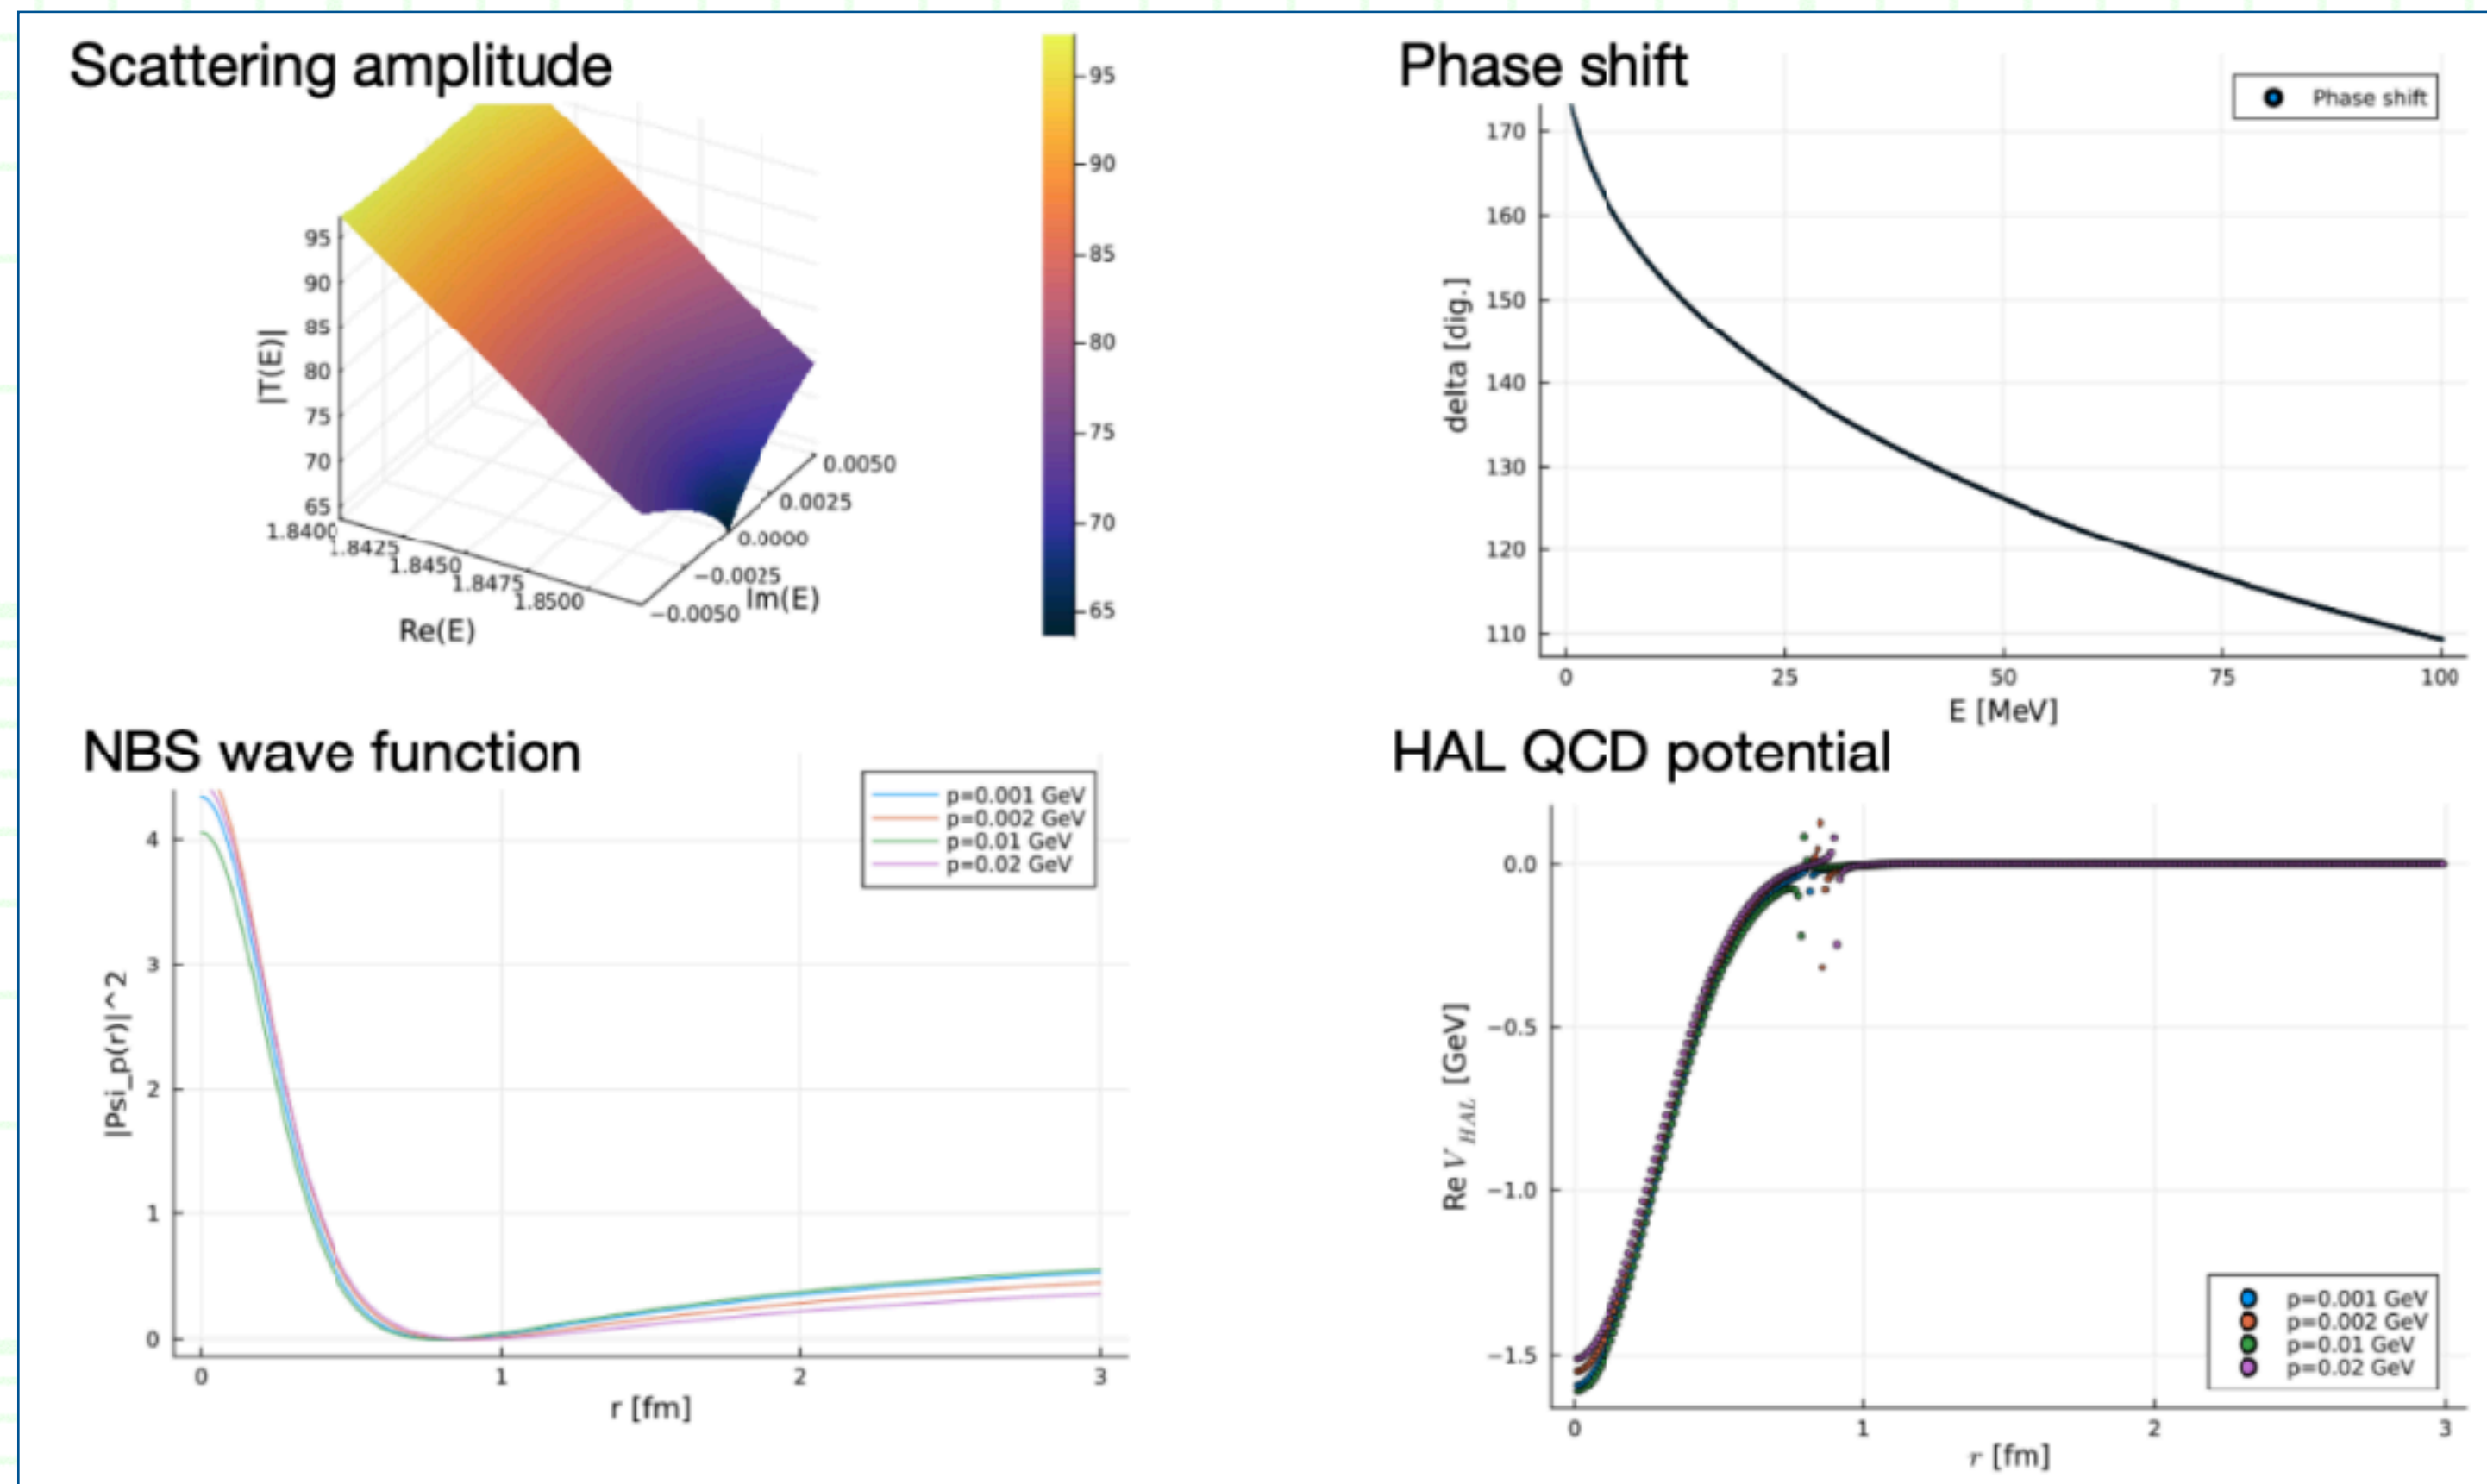 Scattering amplitude
95
90
85
80
75
70
65
|T(E)|
95
90
85
80
75
70
65
1.8400
1.8425
1.8450
1.8475
1.8500
Re(E)
0.0050
0.0025
0.0000
−0.0025
−0.0050
Im(E)
Phase shift
Phase shift
170
160
150
140
130
120
110
delta [dig.]
0 25 50 75 100
E [MeV]
NBS wave function
p=0.001 GeV
p=0.002 GeV
p=0.01 GeV
p=0.02 GeV
4
3
2
1
0
|Psi_p(r)|^2
0 1 2 3
r [fm]
HAL QCD potential
0.0
−0.5
−1.0
−1.5
Re V_HAL [GeV]
p=0.001 GeV
p=0.002 GeV
p=0.01 GeV
p=0.02 GeV
0 1 2 3
r [fm]